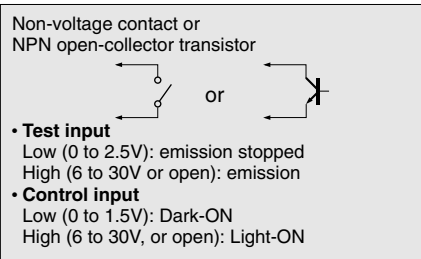 Non-voltage contact or
NPN open-collector transistor
or
• Test input
Low (0 to 2.5V): emission stopped
High (6 to 30V or open): emission
• Control input
Low (0 to 1.5V): Dark-ON
High (6 to 30V, or open): Light-ON